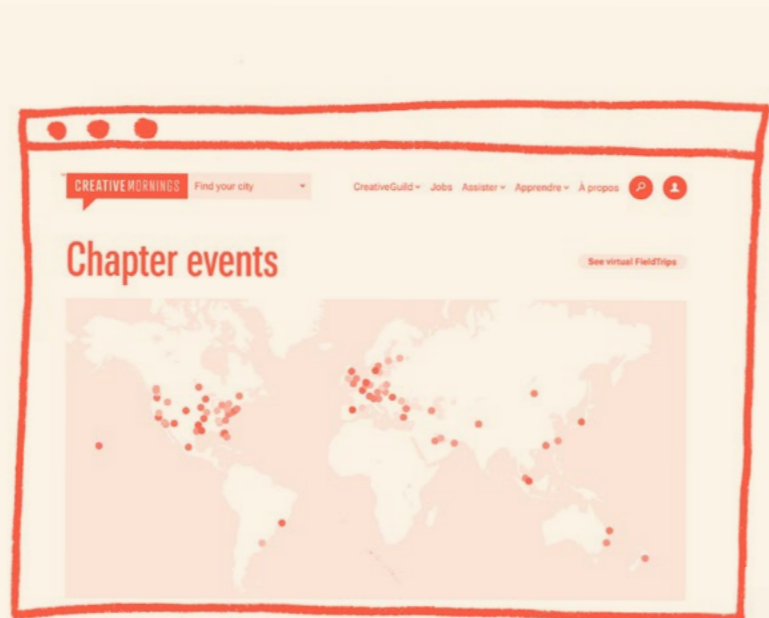 CREATIVEMORNINGS Find your city CreativeGuild Jobs Assister Apprendre À propos
Chapter events
See virtual FieldTrips